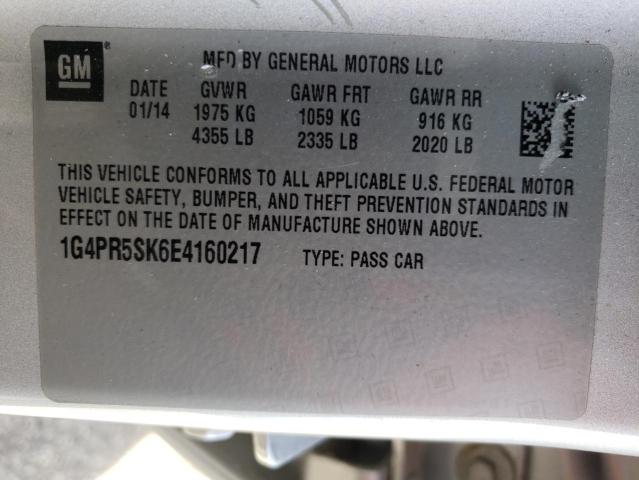 GM
MFD BY GENERAL MOTORS LLC
DATE GVWR GAWR FRT GAWR RR
01/14 1975 KG 1059 KG 916 KG
4355 LB 2335 LB 2020 LB
THIS VEHICLE CONFORMS TO ALL APPLICABLE U.S. FEDERAL MOTOR
VEHICLE SAFETY, BUMPER, AND THEFT PREVENTION STANDARDS IN
EFFECT ON THE DATE OF MANUFACTURE SHOWN ABOVE.
1G4PR5SK6E4160217 TYPE: PASS CAR